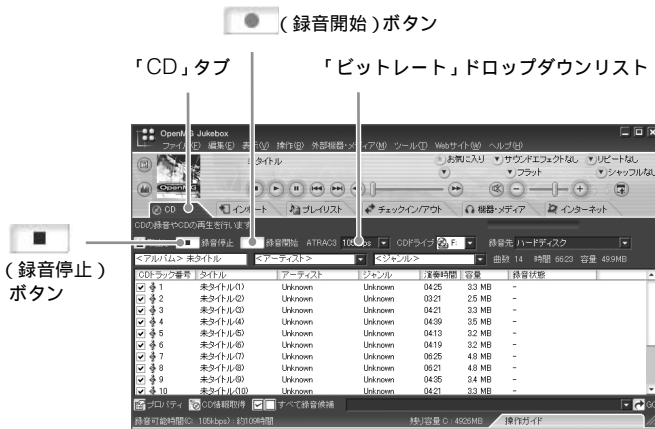 (録音開始)ボタン
「CD」タブ
「ビットレート」ドロップダウンリスト
OpenMG Jukebox
ファイル(F) 編集(E) 表示(V) 操作(B) 外部機器・メディア(M) ツール(T) Webサイト(W) ヘルプ(H)
タイトル
お気に入り サウンドエフェクトなし リピートなし
フラット シャッフルなし
OpenMG
CD インポート プレイリスト チェックイン/アウト 機器・メディア インターネット
CDの録音やCDの再生を行います
録音停止 録音開始 ATRAC3 105kbps CDドライブ F: 録音先 ハードディスク
(録音停止)
ボタン
<アルバム> 未タイトル <アーティスト> <ジャンル> 曲数 14 時間 66:23 容量 49.9MB
CDトラック番号 タイトル アーティスト ジャンル 演奏時間 容量 録音状態
1 未タイトル(1) Unknown Unknown 04:25 3.3 MB -
2 未タイトル(2) Unknown Unknown 03:21 2.5 MB -
3 未タイトル(3) Unknown Unknown 04:21 3.3 MB -
4 未タイトル(4) Unknown Unknown 04:39 3.5 MB -
5 未タイトル(5) Unknown Unknown 04:13 3.2 MB -
6 未タイトル(6) Unknown Unknown 04:19 3.2 MB -
7 未タイトル(7) Unknown Unknown 06:25 4.8 MB -
8 未タイトル(8) Unknown Unknown 06:21 4.8 MB -
9 未タイトル(9) Unknown Unknown 04:35 3.4 MB -
10 未タイトル(10) Unknown Unknown 04:21 3.3 MB -
プロパティ CD情報取得 すべて録音候補 GO
録音可能時間(C: 105kbps) : 約109時間 残り容量 C : 4926MB 操作ガイド